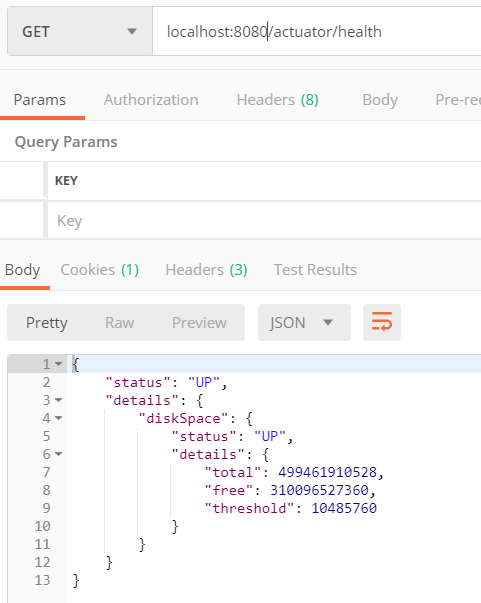 GET localhost:8080/actuator/health
Params Authorization Headers (8) Body Pre-rec
Query Params
KEY
Key
Body Cookies (1) Headers (3) Test Results
Pretty Raw Preview JSON
1 {
2 "status": "UP",
3 "details": {
4 "diskSpace": {
5 "status": "UP",
6 "details": {
7 "total": 499461910528,
8 "free": 310096527360,
9 "threshold": 10485760
10 }
11 }
12 }
13 }